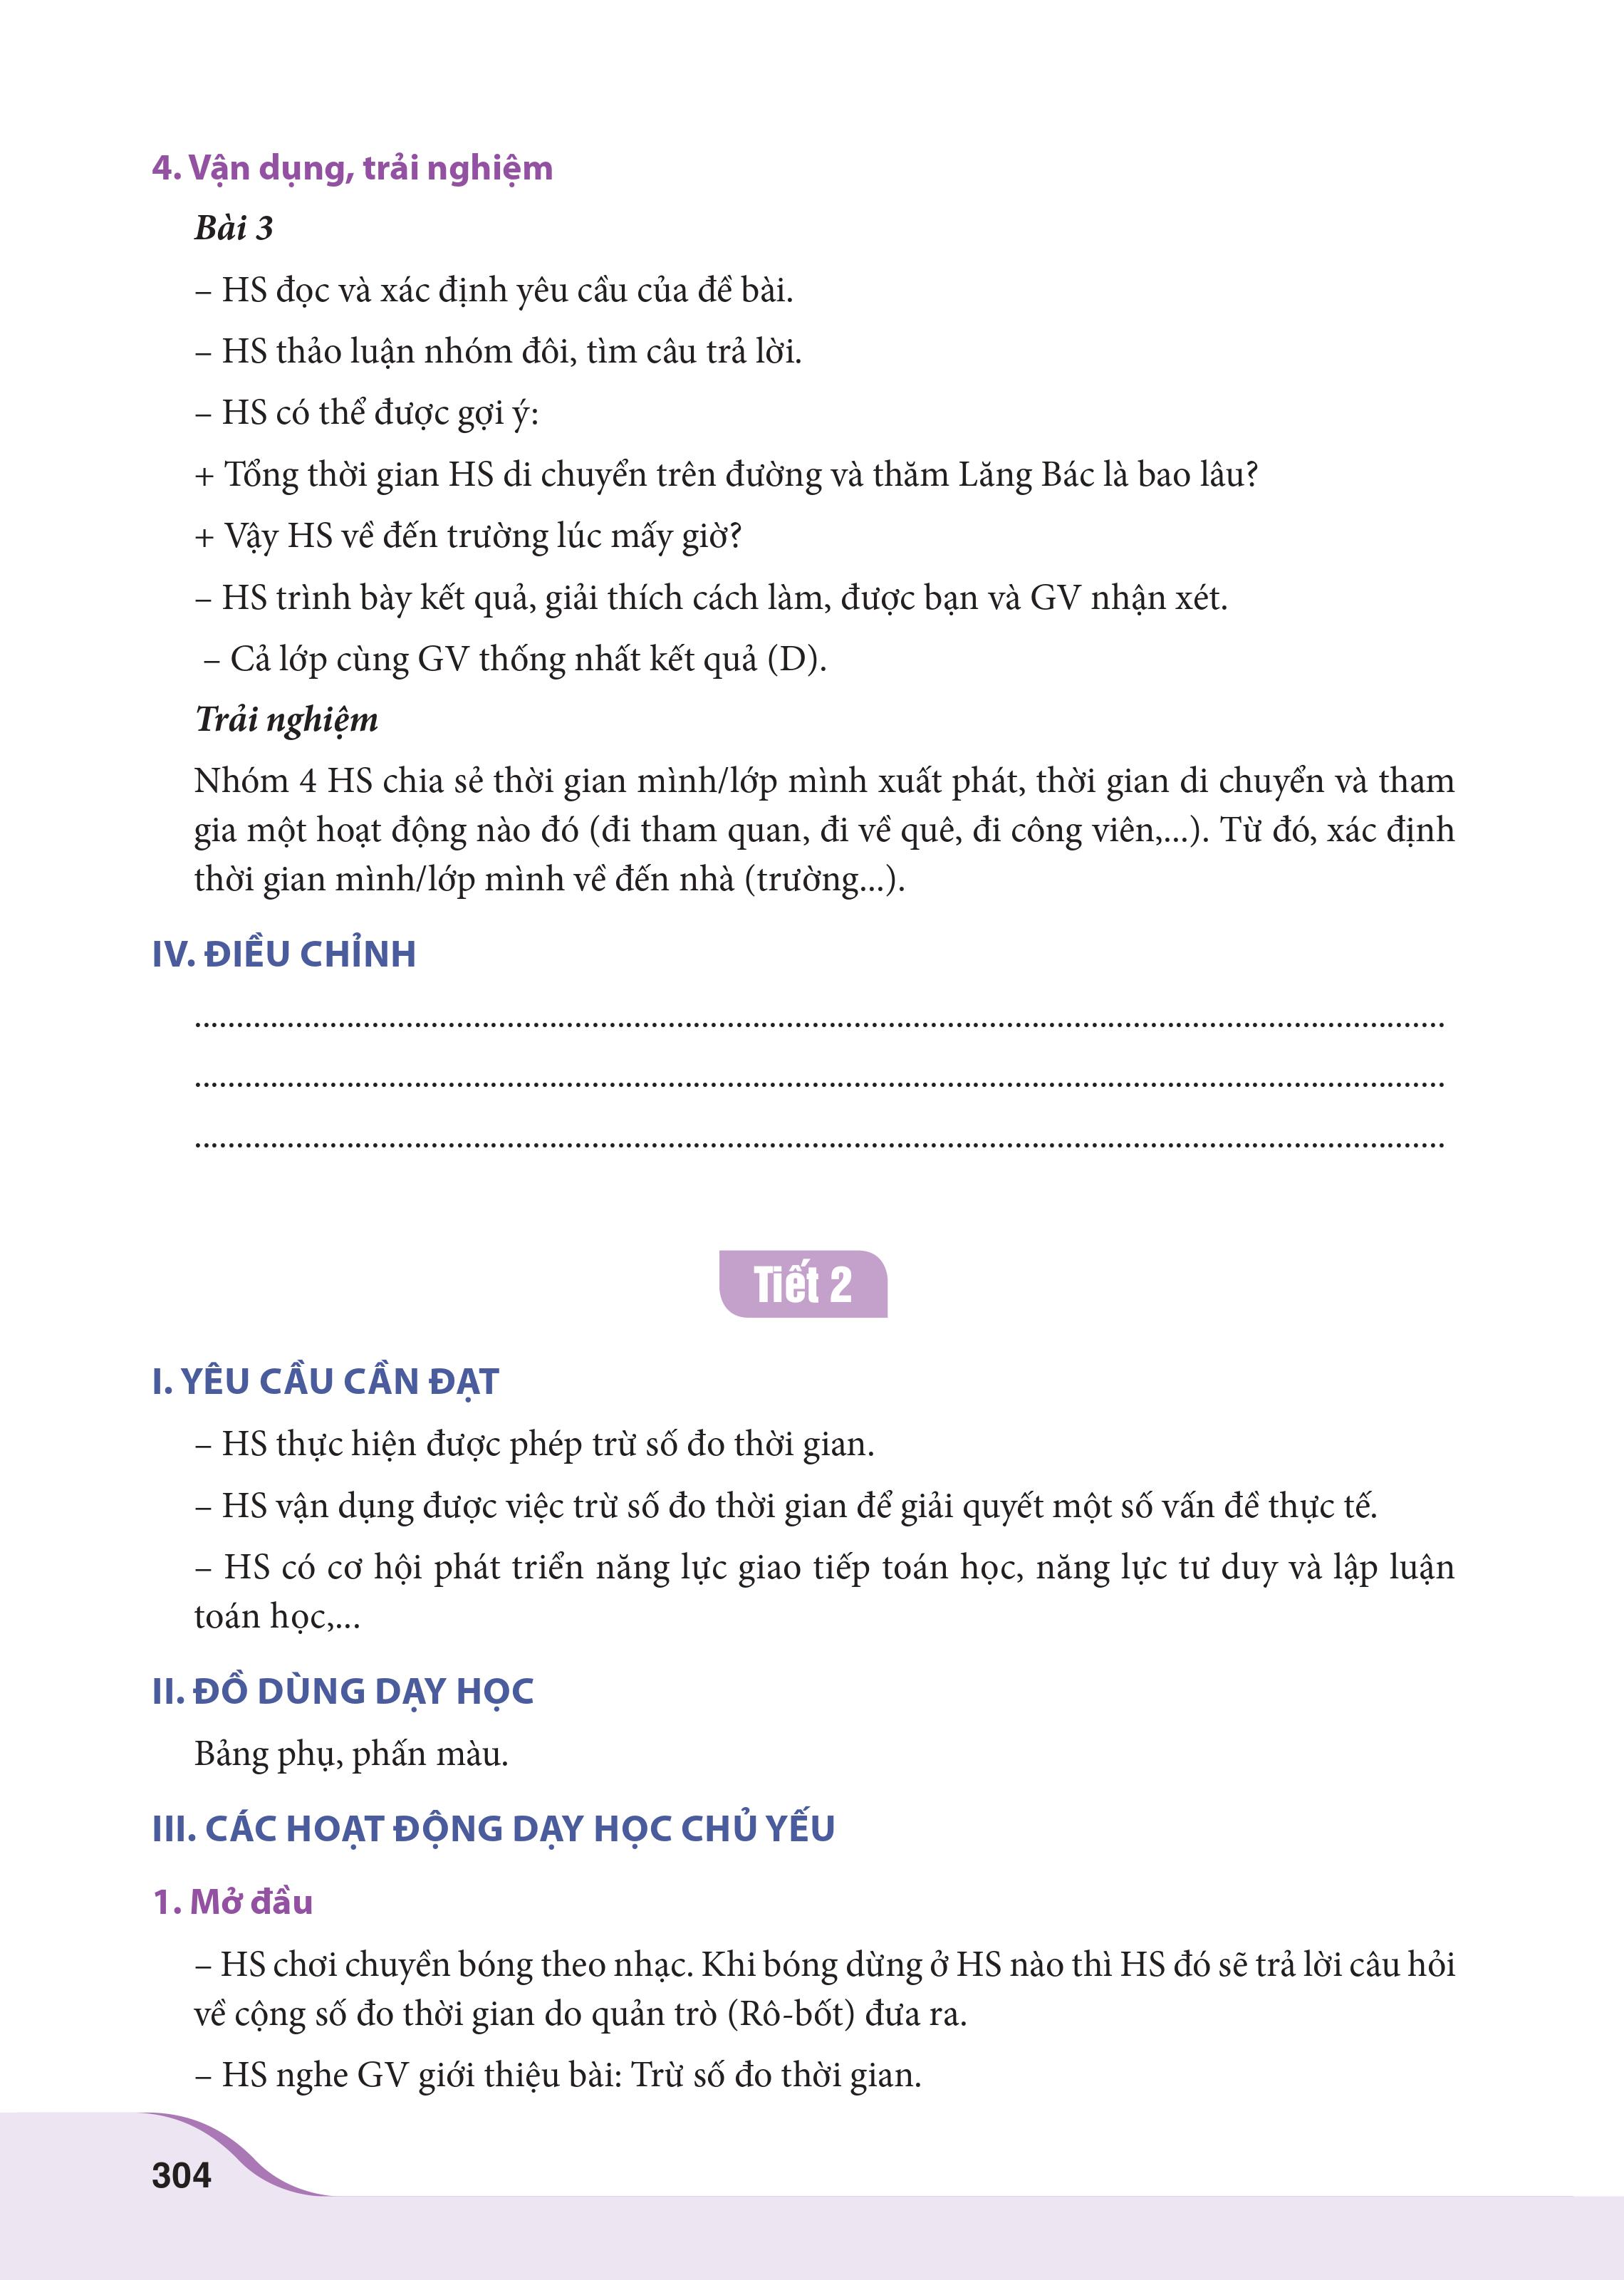 4. Vận dụng, trải nghiệm
Bài 3
– HS đọc và xác định yêu cầu của đề bài.
– HS thảo luận nhóm đôi, tìm câu trả lời.
– HS có thể được gợi ý:
+ Tổng thời gian HS di chuyển trên đường và thăm Lăng Bác là bao lâu?
+ Vậy HS về đến trường lúc mấy giờ?
– HS trình bày kết quả, giải thích cách làm, được bạn và GV nhận xét.
– Cả lớp cùng GV thống nhất kết quả (D).
Trải nghiệm
Nhóm 4 HS chia sẻ thời gian mình/lớp mình xuất phát, thời gian di chuyển và tham
gia một hoạt động nào đó (đi tham quan, đi về quê, đi công viên,...). Từ đó, xác định
thời gian mình/lớp mình về đến nhà (trường...).
IV. ĐIỀU CHỈNH
....................................................................................................................................................
....................................................................................................................................................
....................................................................................................................................................
Tiết 2
I. YÊU CẦU CẦN ĐẠT
– HS thực hiện được phép trừ số đo thời gian.
– HS vận dụng được việc trừ số đo thời gian để giải quyết một số vấn đề thực tế.
– HS có cơ hội phát triển năng lực giao tiếp toán học, năng lực tư duy và lập luận
toán học,...
II. ĐỒ DÙNG DẠY HỌC
Bảng phụ, phấn màu.
III. CÁC HOẠT ĐỘNG DẠY HỌC CHỦ YẾU
1. Mở đầu
– HS chơi chuyền bóng theo nhạc. Khi bóng dừng ở HS nào thì HS đó sẽ trả lời câu hỏi
về cộng số đo thời gian do quản trò (Rô-bốt) đưa ra.
– HS nghe GV giới thiệu bài: Trừ số đo thời gian.
304